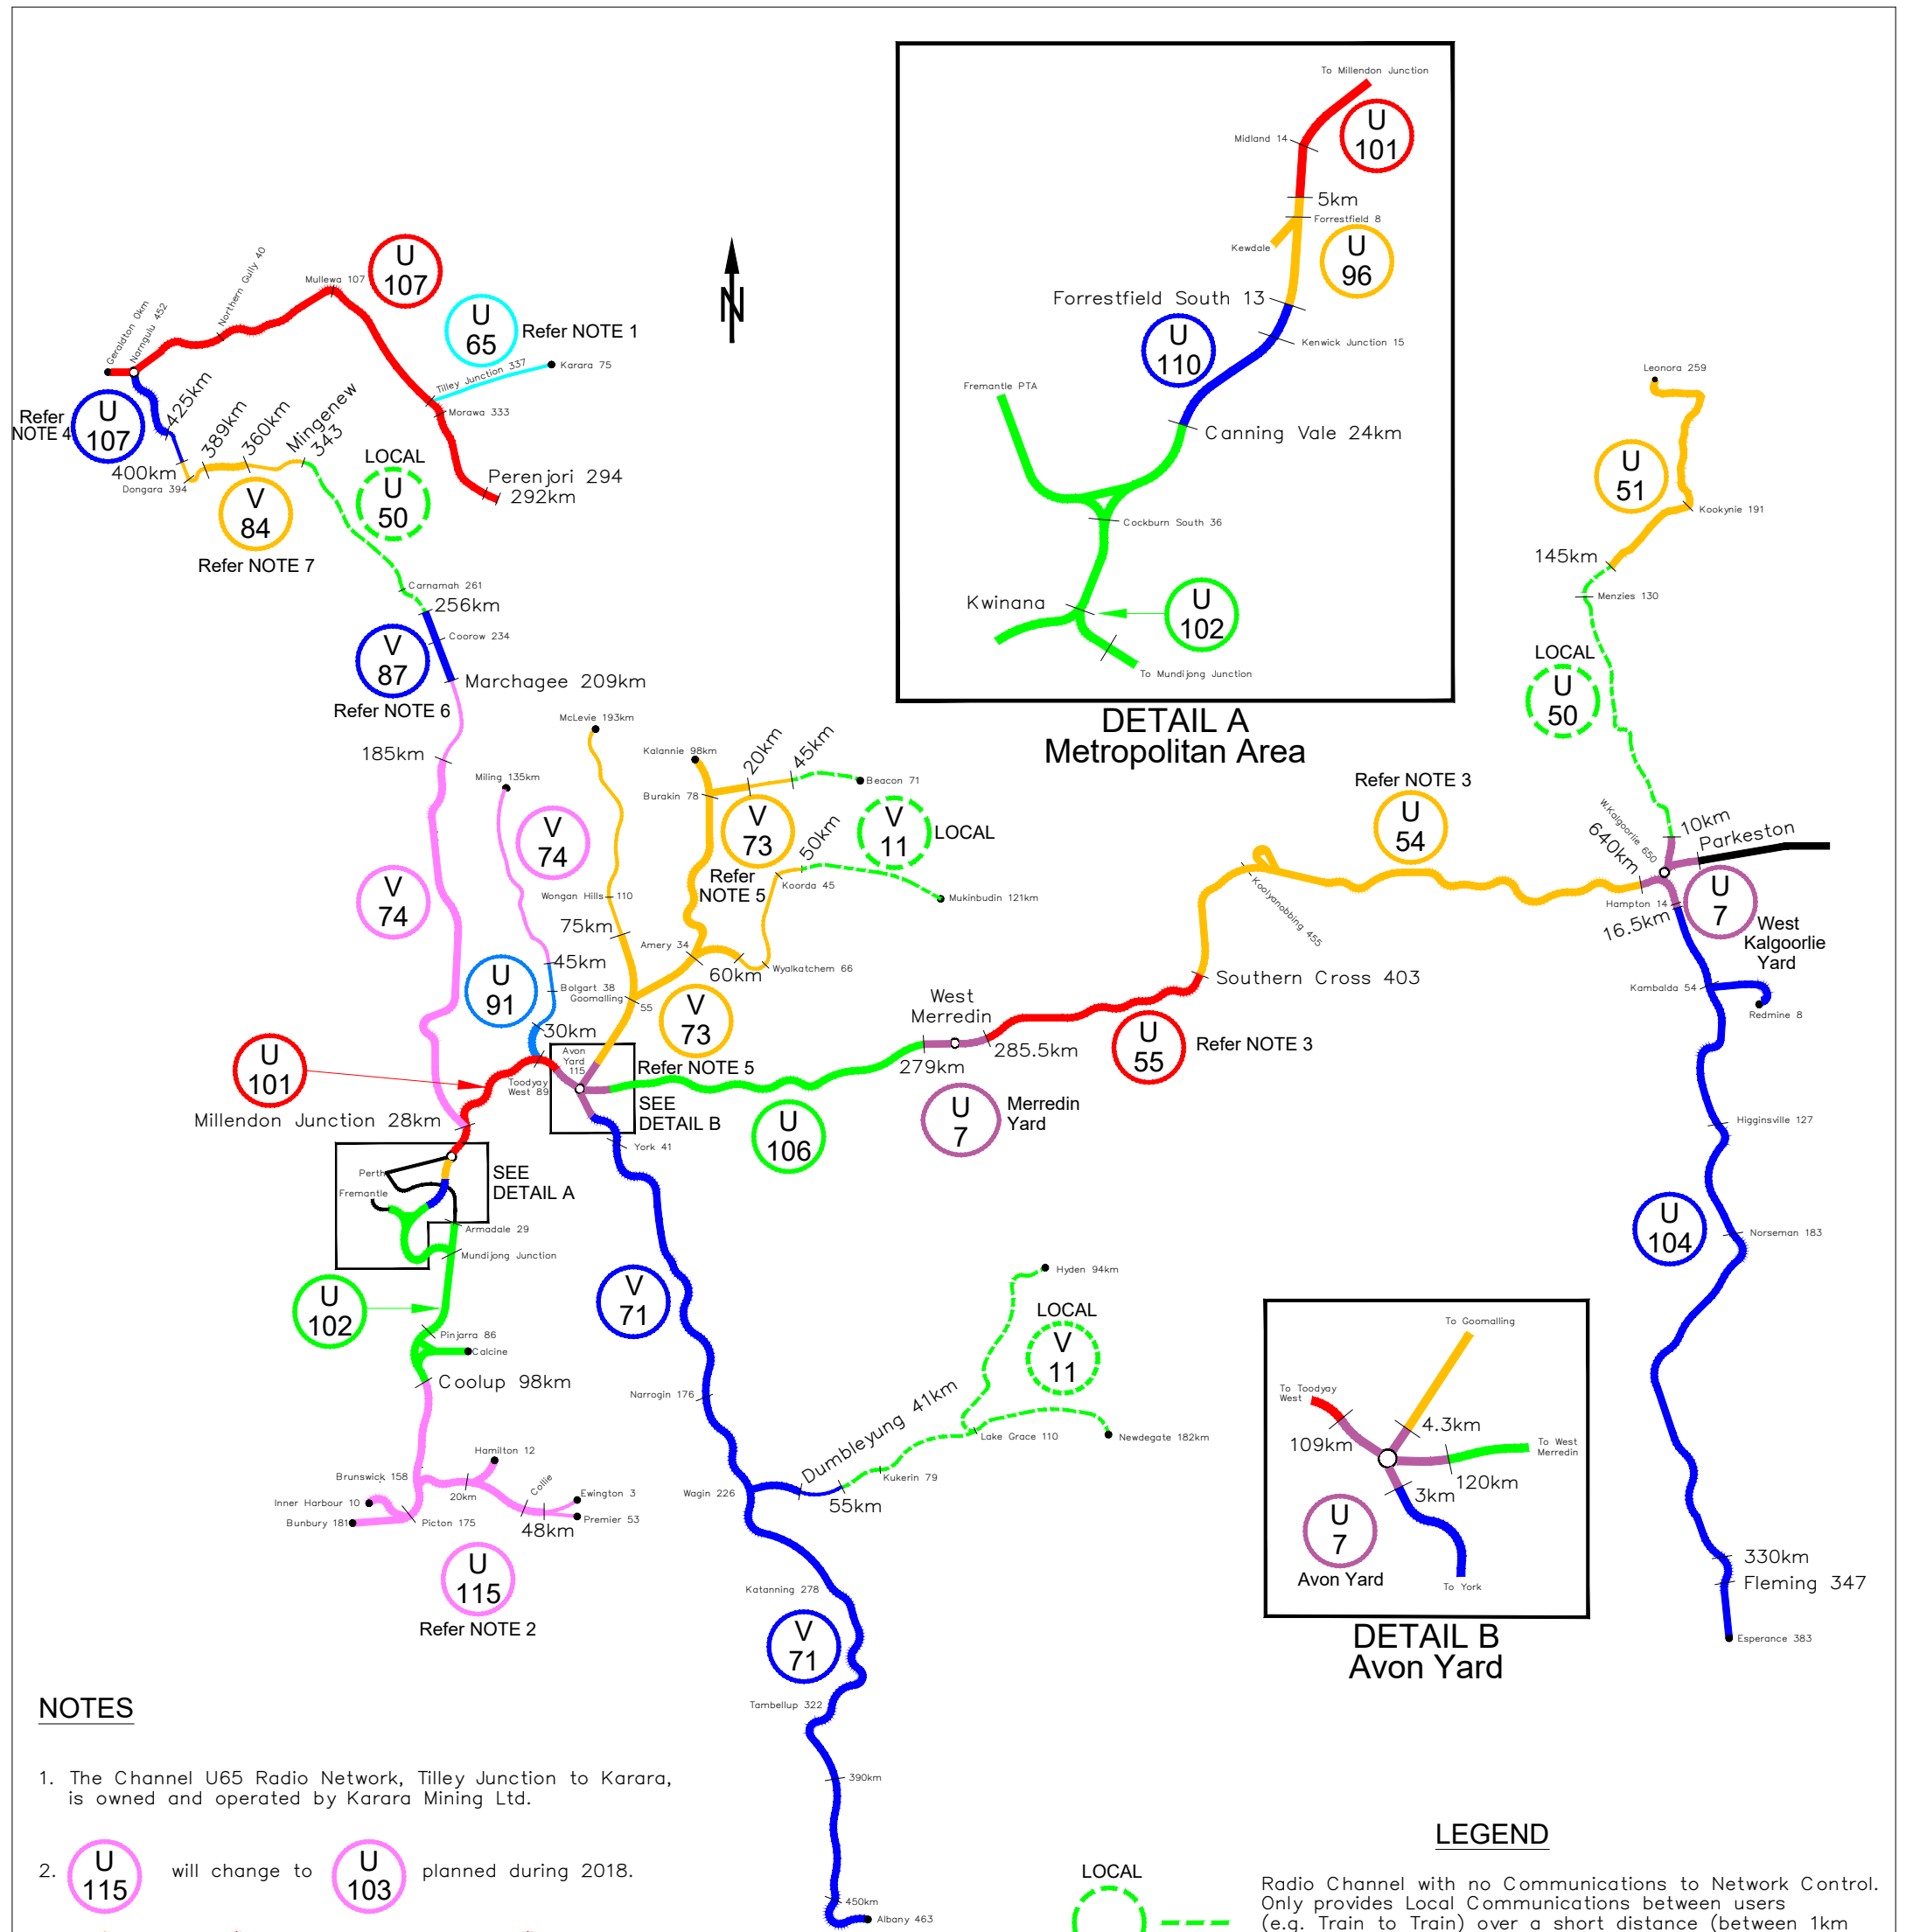 To Millendon Junction
U
101
Midland 14
5km
Forrestfield 8
Kewdale
U
96
Forrestfield South 13
U
110
Kenwick Junction 15
Fremantle PTA
Canning Vale 24km
Cockburn South 36
Kwinana
U
102
To Mundijong Junction
DETAIL A
Metropolitan Area
N
Geraldton 0km
Narngulu 452
Northern Gully 40
Mullewa 107
U
107
U
65
Refer NOTE 1
Tilley Junction 337
Karara 75
Morawa 333
Perenjori 294
292km
Refer
NOTE 4
U
107
425km
400km
389km
360km
Mingenew
343
Dongara 394
V
84
Refer NOTE 7
LOCAL
U
50
Carnamah 261
256km
Coorow 234
V
87
Marchagee 209km
Refer NOTE 6
185km
V
74
Miling 135km
V
74
McLevie 193km
Wongan Hills 110
75km
Kalannie 98km
Burakin 78
20km
45km
Beacon 71
V
73
Refer
NOTE 5
V
11
LOCAL
50km
Koorda 45
Mukinbudin 121km
Amery 34
60km
Wyalkatchem 66
45km
Bolgart 38
U
91
Goomalling
55
V
73
Refer NOTE 5
30km
Avon
Yard
115
Toodyay
West 89
SEE
DETAIL B
U
101
Millendon Junction 28km
York 41
U
106
West
Merredin
279km
285.5km
U
7
Merredin
Yard
U
55
Refer NOTE 3
Southern Cross 403
Koolyanobbing 455
Refer NOTE 3
U
54
Leonora 259
U
51
Kookynie 191
145km
Menzies 130
LOCAL
U
50
10km
Parkeston
W.Kalgoorlie 650
640km
Hampton 14
16.5km
U
7
West
Kalgoorlie
Yard
Kambalda 54
Redmine 8
Higginsville 127
U
104
Norseman 183
330km
Fleming 347
Esperance 383
Perth
Fremantle
SEE
DETAIL A
Armadale 29
Mundijong Junction
U
102
Pinjarra 86
Calcine
Coolup 98km
Hamilton 12
Brunswick 158
20km
Collie
Ewington 3
Inner Harbour 10
Bunbury 181
Picton 175
48km
Premier 53
U
115
Refer NOTE 2
V
71
Narrogin 176
Wagin 226
Dumbleyung 41km
55km
Kukerin 79
Lake Grace 110
Newdegate 182km
Hyden 94km
LOCAL
V
11
Katanning 278
V
71
Tambellup 322
390km
450km
Albany 463
To Goomalling
To Toodyay
West
109km
4.3km
To West
Merredin
120km
3km
U
7
Avon Yard
To York
DETAIL B
Avon Yard
NOTES
1. The Channel U65 Radio Network, Tilley Junction to Karara,
is owned and operated by Karara Mining Ltd.
2. U 115 will change to U 103 planned during 2018.
LEGEND
LOCAL
Radio Channel with no Communications to Network Control.
Only provides Local Communications between users
(e.g. Train to Train) over a short distance (between 1km